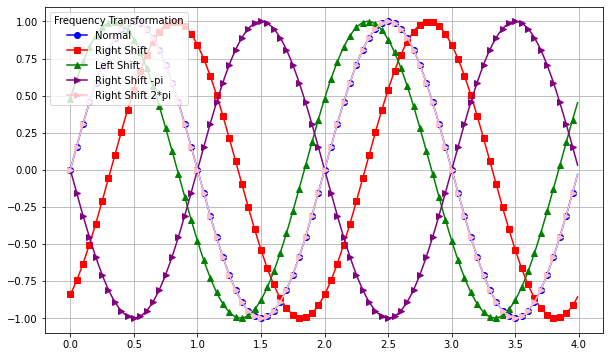 Frequency Transformation
Normal
Right Shift
Left Shift
Right Shift -pi
Right Shift 2*pi
1.00
0.75
0.50
0.25
0.00
−0.25
−0.50
−0.75
−1.00
0.0 0.5 1.0 1.5 2.0 2.5 3.0 3.5 4.0